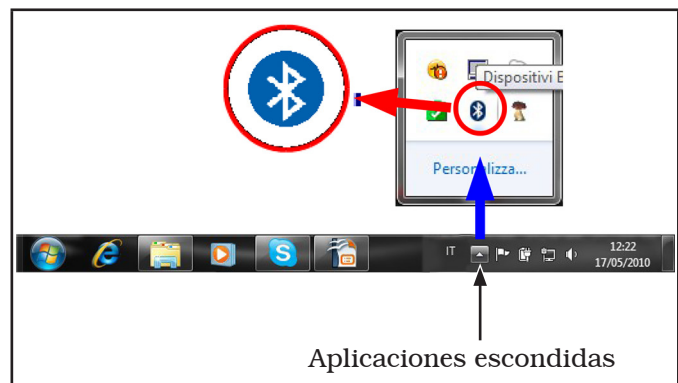 Dispositivi B
Personalizza...
IT
12:22
17/05/2010
Aplicaciones escondidas